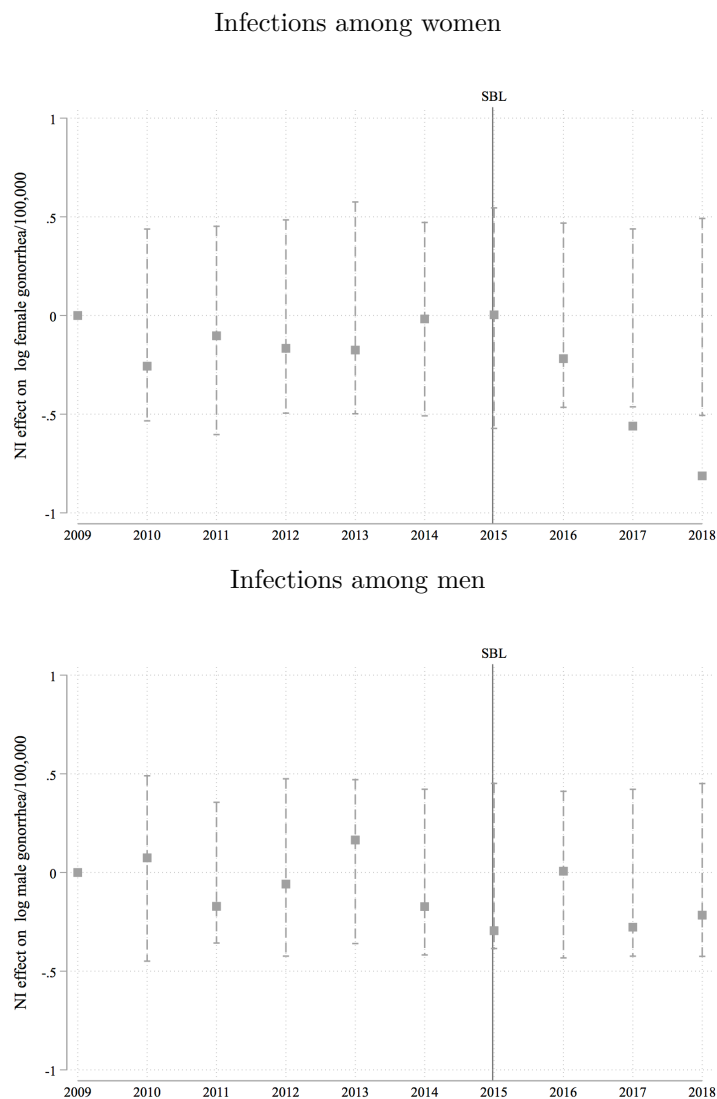 Infections among women
SBL
NI effect on log female gonorrhea/100,000
1
.5
0
-.5
-1
2009 2010 2011 2012 2013 2014 2015 2016 2017 2018
Infections among men
SBL
NI effect on log male gonorrhea/100,000
1
.5
0
-.5
-1
2009 2010 2011 2012 2013 2014 2015 2016 2017 2018